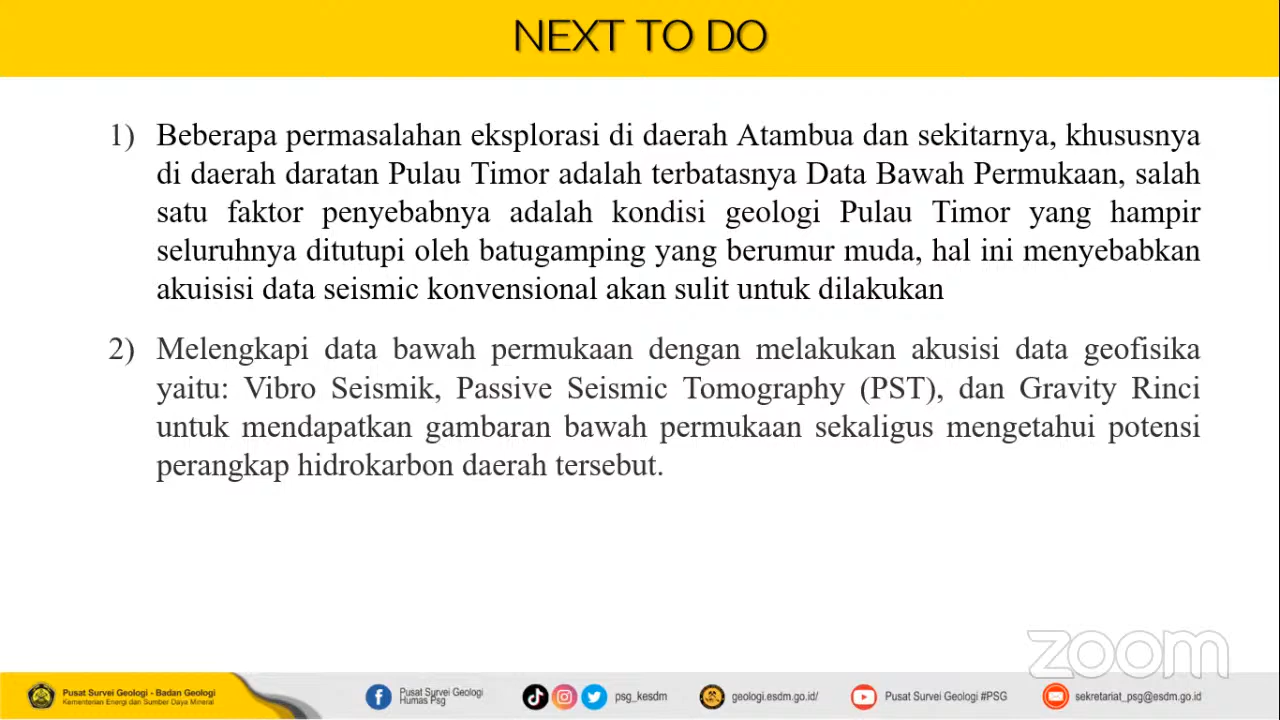 NEXT TO DO
1) Beberapa permasalahan eksplorasi di daerah Atambua dan sekitarnya, khususnya
di daerah daratan Pulau Timor adalah terbatasnya Data Bawah Permukaan, salah
satu faktor penyebabnya adalah kondisi geologi Pulau Timor yang hampir
seluruhnya ditutupi oleh batugamping yang berumur muda, hal ini menyebabkan
akuisisi data seismic konvensional akan sulit untuk dilakukan
2) Melengkapi data bawah permukaan dengan melakukan akusisi data geofisika
yaitu: Vibro Seismik, Passive Seismic Tomography (PST), dan Gravity Rinci
untuk mendapatkan gambaran bawah permukaan sekaligus mengetahui potensi
perangkap hidrokarbon daerah tersebut.
zoom
Pusat Survei Geologi - Badan Geologi
Kementerian Energi dan Sumber Daya Mineral
Pusat Survei Geologi
Humas Psg
psg_kesdm
geologi.esdm.go.id/
Pusat Survei Geologi #PSG
sekretariat_psg@esdm.go.id